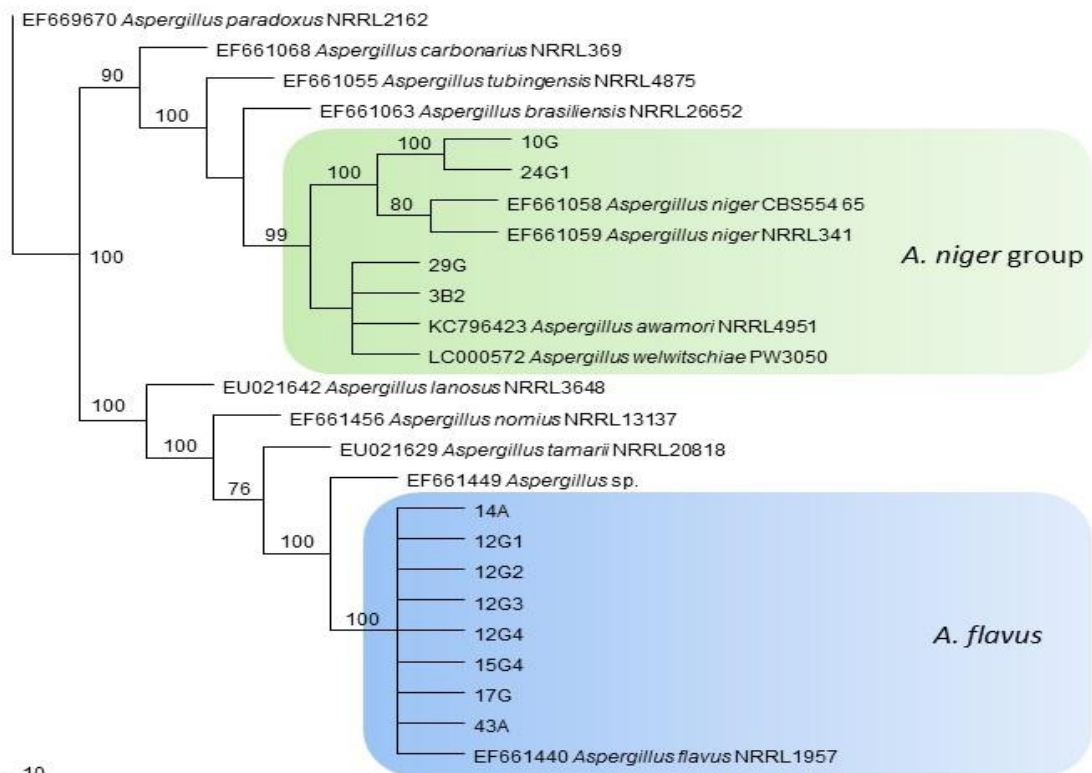 EF669670 Aspergillus paradoxus NRRL2162
EF661068 Aspergillus carbonarius NRRL369
90
EF661055 Aspergillus tubingensis NRRL4875
100
EF661063 Aspergillus brasiliensis NRRL26652
100
10G
100
24G1
80
EF661058 Aspergillus niger CBS554 65
99
EF661059 Aspergillus niger NRRL341
A. niger group
100
29G
3B2
KC796423 Aspergillus awamori NRRL4951
LC000572 Aspergillus welwitschiae PW3050
EU021642 Aspergillus lanosus NRRL3648
100
EF661456 Aspergillus nomius NRRL13137
100
EU021629 Aspergillus tamarii NRRL20818
76
EF661449 Aspergillus sp.
14A
100
12G1
12G2
12G3
100
12G4
A. flavus
15G4
17G
43A
EF661440 Aspergillus flavus NRRL1957
10